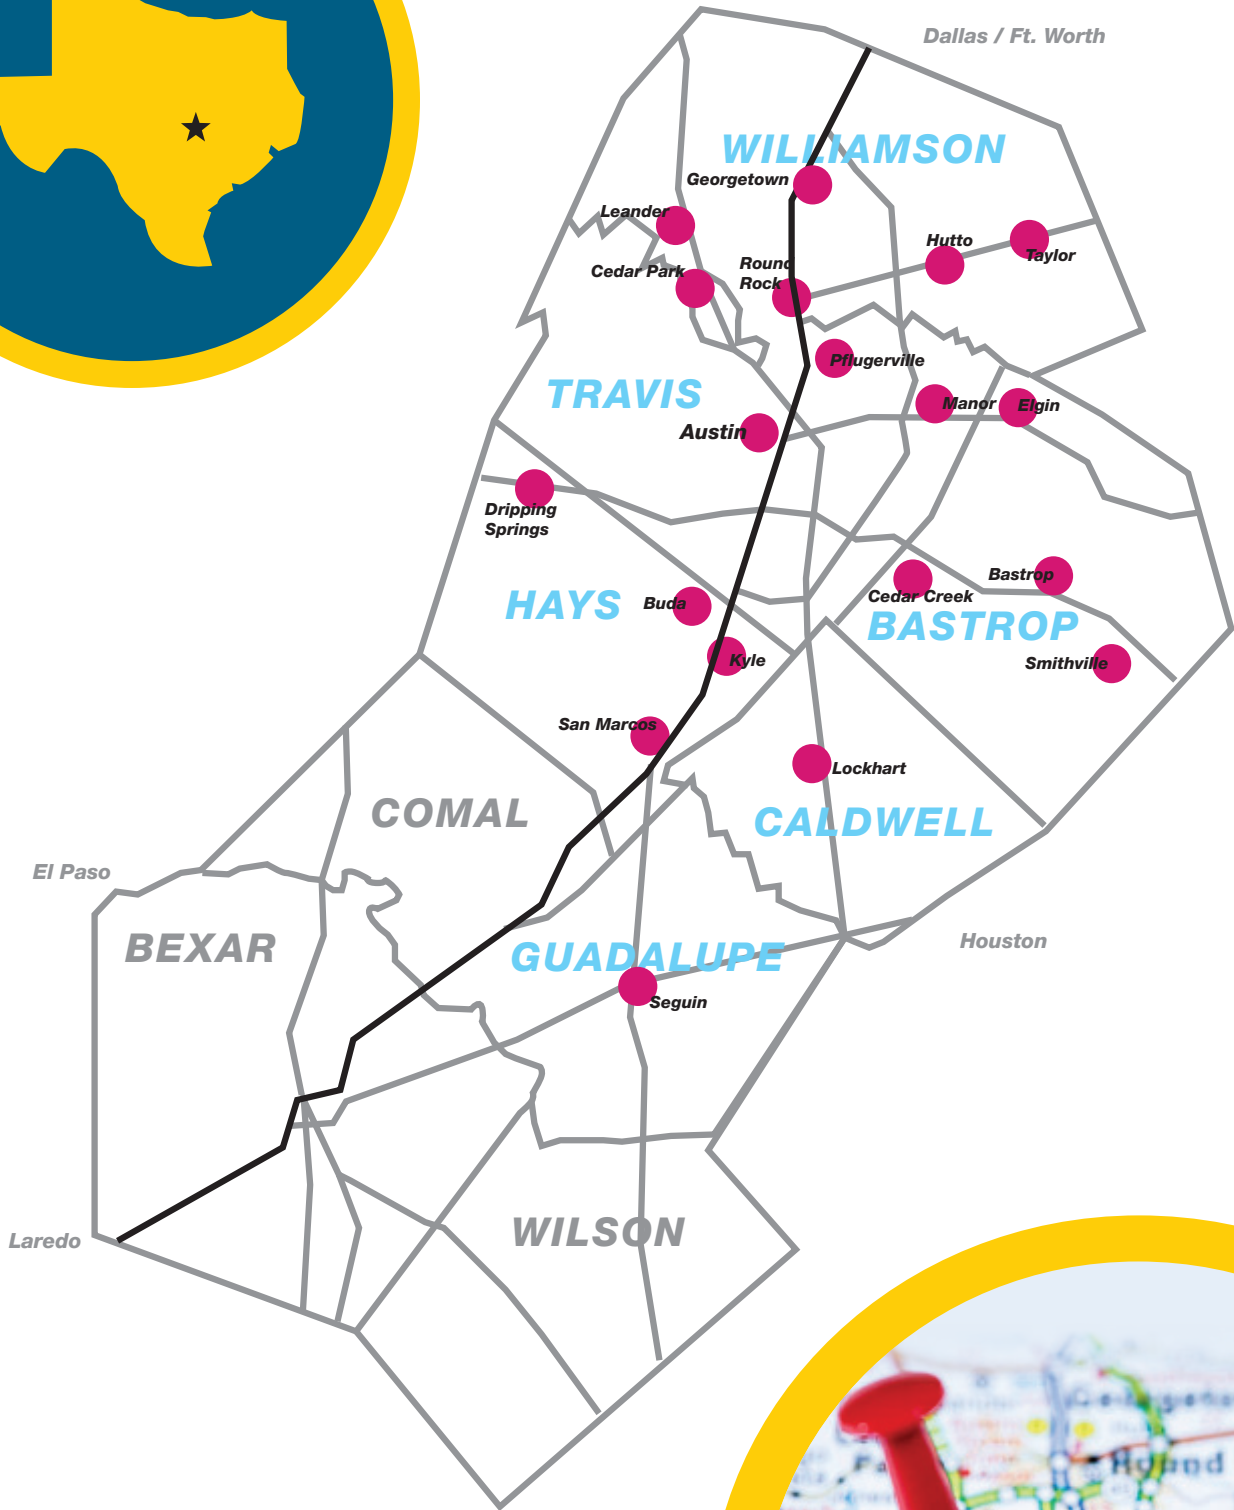 Dallas / Ft. Worth
WILLIAMSON
Georgetown
Leander
Hutto
Taylor
Cedar Park
Round
Rock
Pflugerville
TRAVIS
Manor
Elgin
Austin
Dripping
Springs
HAYS
Buda
Cedar Creek
Bastrop
BASTROP
Kyle
Smithville
San Marcos
Lockhart
COMAL
CALDWELL
El Paso
BEXAR
GUADALUPE
Houston
Seguin
WILSON
Laredo
Round